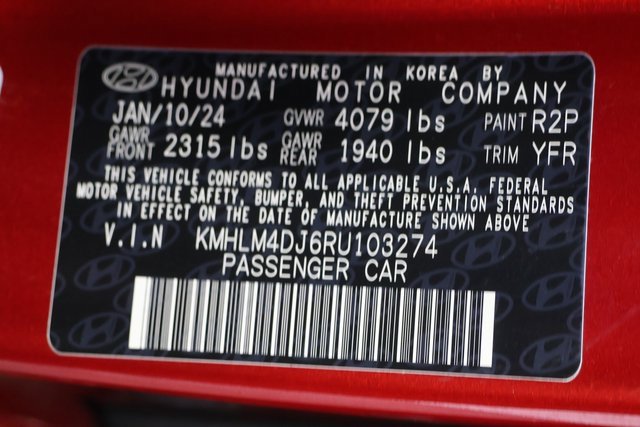 MANUFACTURED IN KOREA BY
HYUNDAI MOTOR COMPANY
JAN/10/24 GVWR 4079 lbs PAINT R2P
GAWR FRONT 2315 lbs GAWR REAR 1940 lbs TRIM YFR
THIS VEHICLE CONFORMS TO ALL APPLICABLE U.S.A. FEDERAL
MOTOR VEHICLE SAFETY, BUMPER, AND THEFT PREVENTION STANDARDS
IN EFFECT ON THE DATE OF MANUFACTURE SHOWN ABOVE
V.I.N KMHLM4DJ6RU103274
PASSENGER CAR